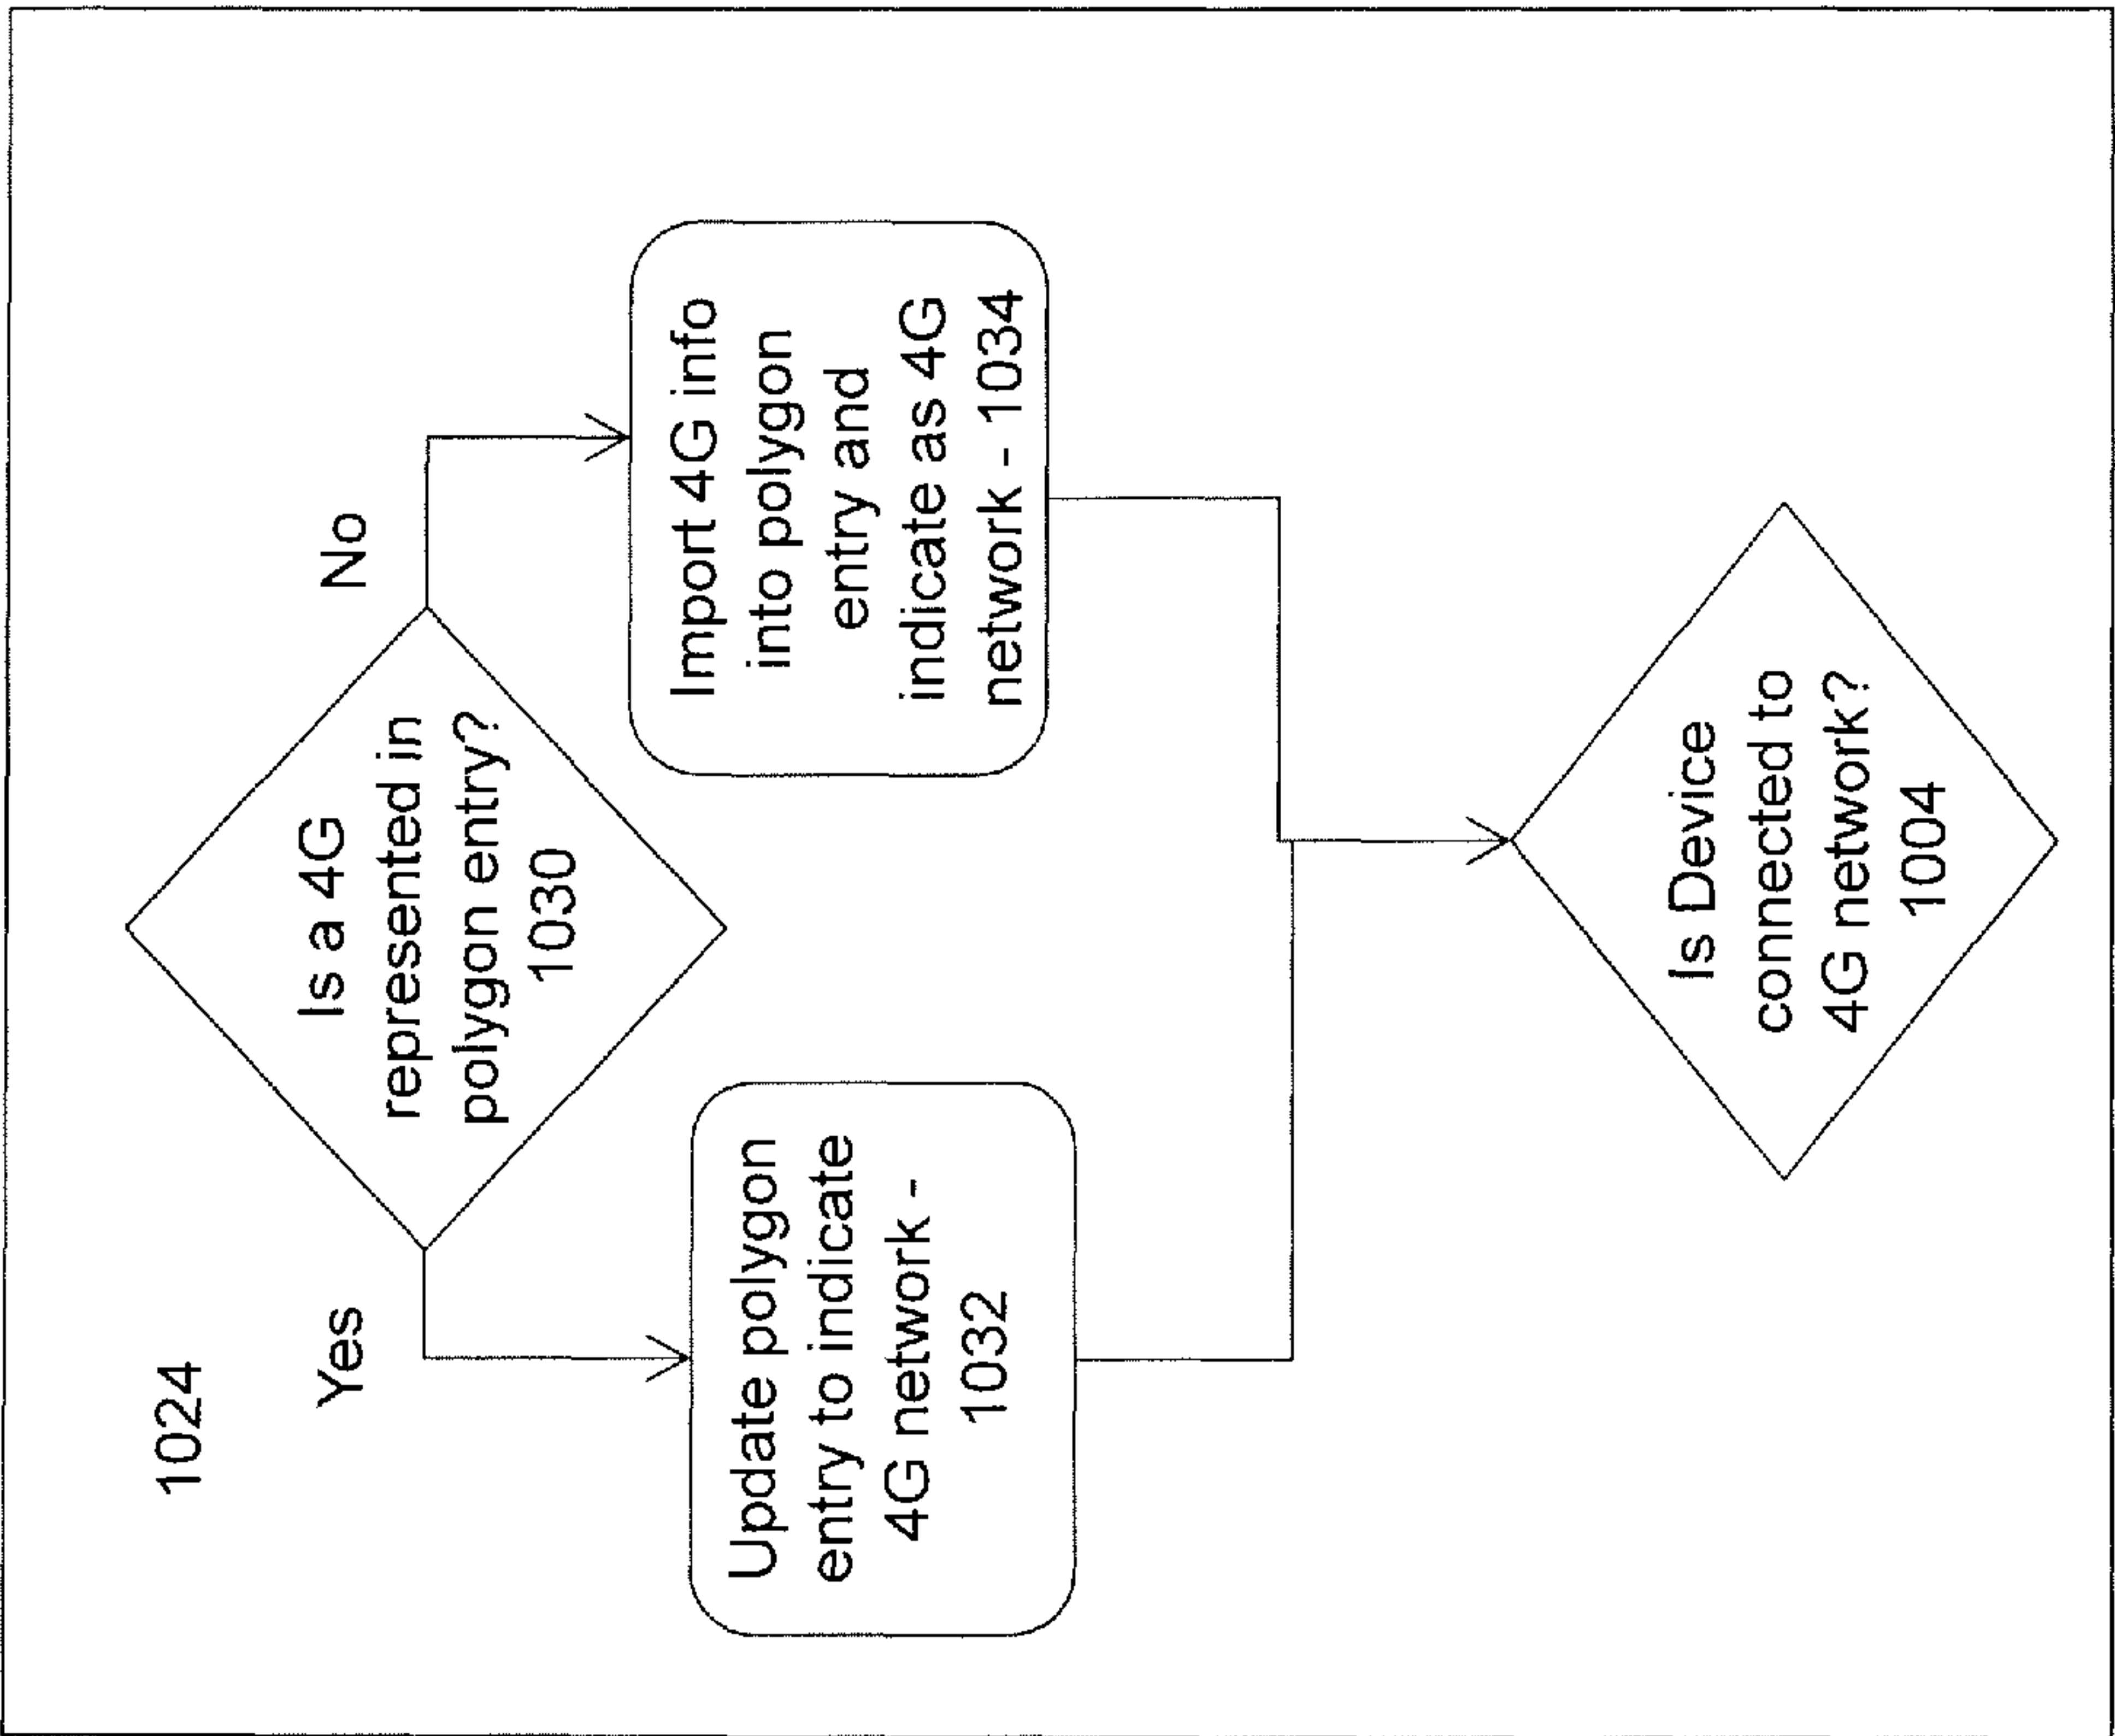 1024
Yes
No
Is a 4G
represented in
polygon entry?
1030
Update polygon
entry to indicate
4G network -
1032
Import 4G info
into polygon
entry and
indicate as 4G
network - 1034
Is Device
connected to
4G network?
1004